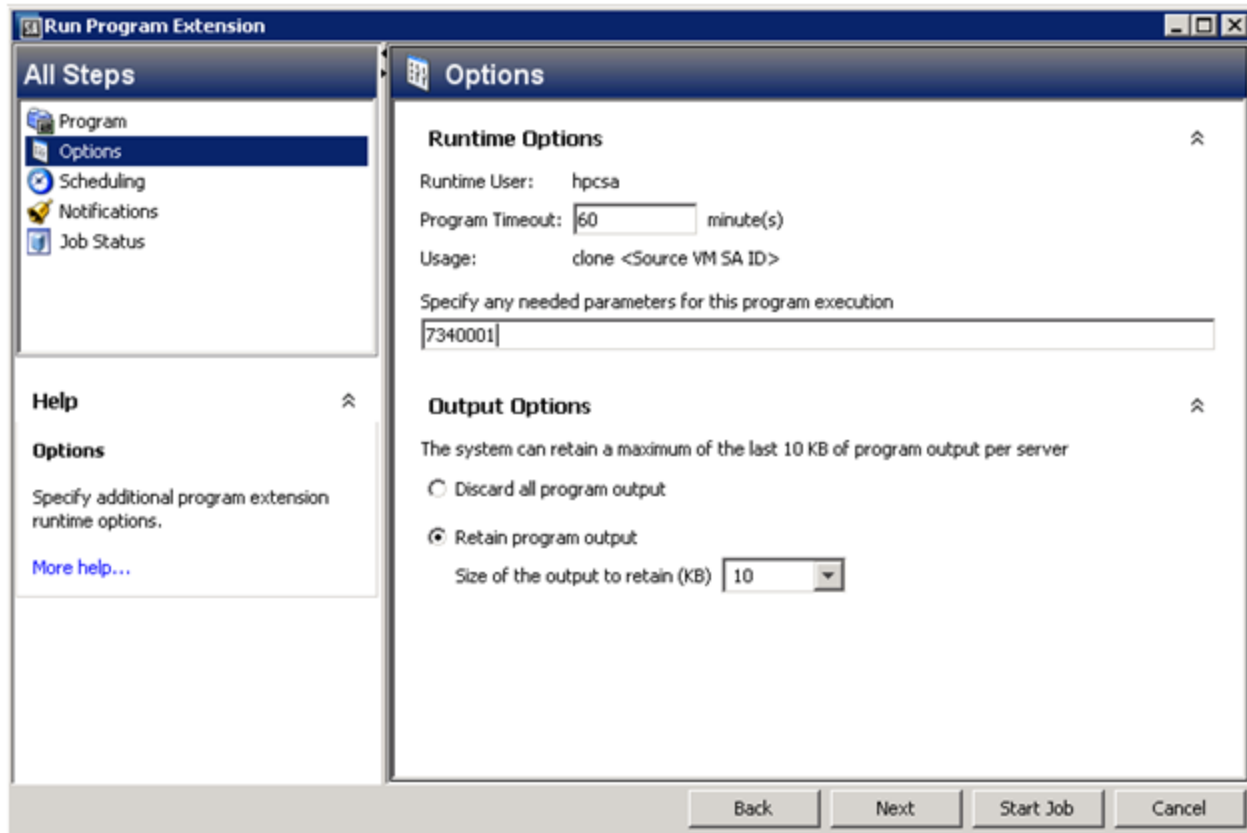 SA Run Program Extension
All Steps
Program
Options
Scheduling
Notifications
Job Status
Help
Options
Specify additional program extension
runtime options.
More help...
Options
Runtime Options
Runtime User: hpcsa
Program Timeout: 60 minute(s)
Usage: clone <Source VM SA ID>
Specify any needed parameters for this program execution
7340001
Output Options
The system can retain a maximum of the last 10 KB of program output per server
Discard all program output
Retain program output
Size of the output to retain (KB) 10
Back Next Start Job Cancel